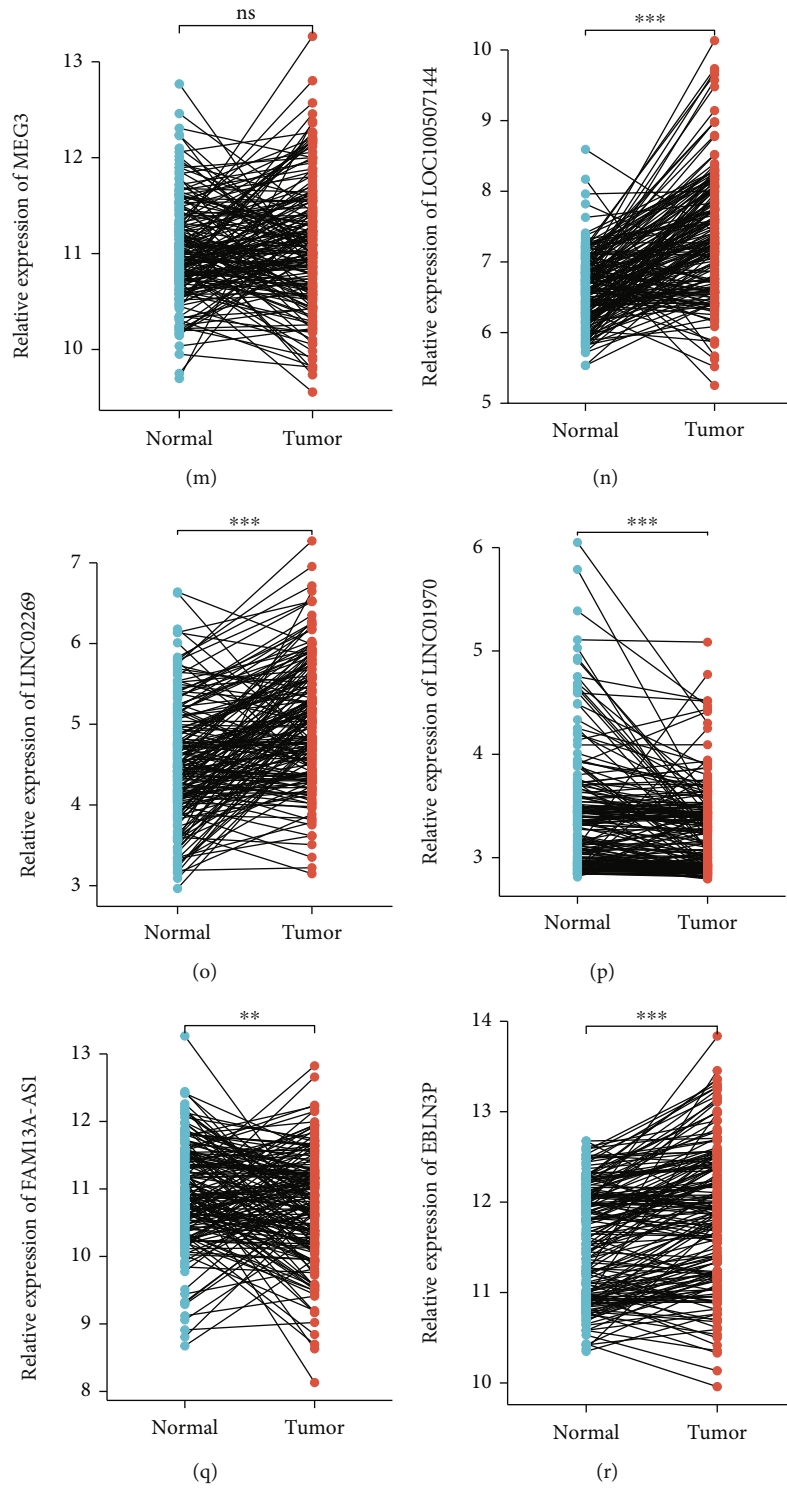 ns
13
12
11
10
Relative expression of MEG3
Normal Tumor
(m)
***
10
9
8
7
6
5
Relative expression of LOC100507144
Normal Tumor
(n)
***
7
6
5
4
3
Relative expression of LINC02269
Normal Tumor
(o)
***
6
5
4
3
Relative expression of LINC01970
Normal Tumor
(p)
**
13
12
11
10
9
8
Relative expression of FAM13A-AS1
Normal Tumor
(q)
***
14
13
12
11
10
Relative expression of EBLN3P
Normal Tumor
(r)